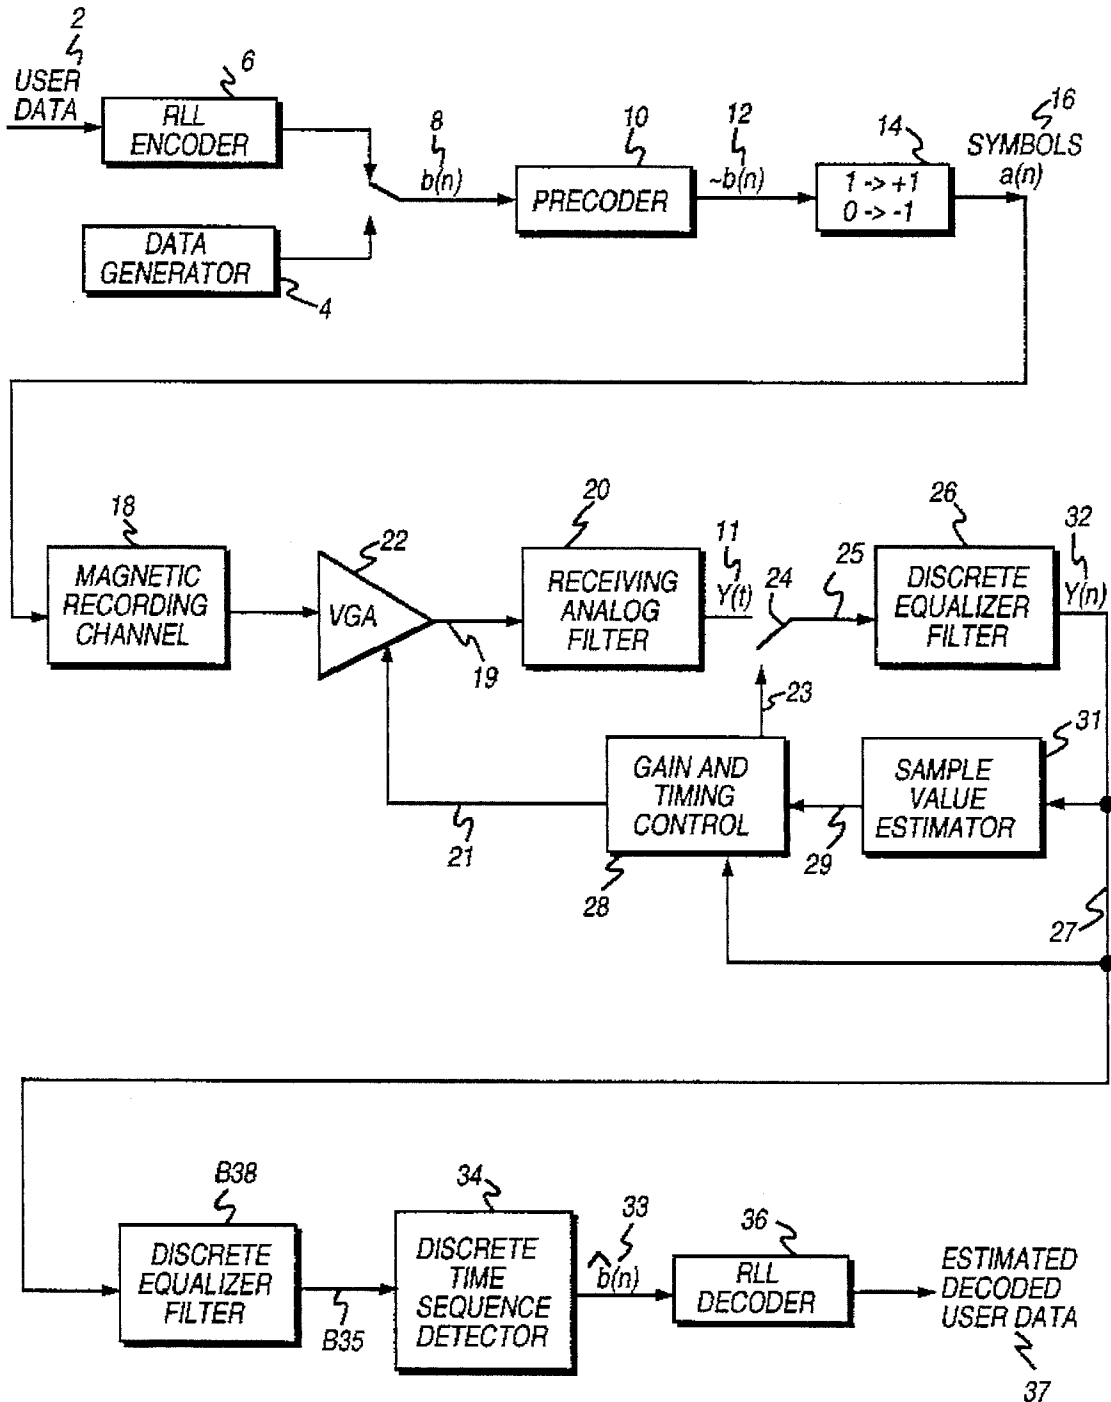 2
USER
DATA
6
RLL
ENCODER
8
b(n)
10
PRECODER
12
~b(n)
14
1 -> +1
0 -> -1
16
SYMBOLS
a(n)
DATA
GENERATOR
4
18
MAGNETIC
RECORDING
CHANNEL
22
VGA
19
20
RECEIVING
ANALOG
FILTER
11
Y(t)
24
25
26
DISCRETE
EQUALIZER
FILTER
32
Y(n)
23
21
GAIN AND
TIMING
CONTROL
28
29
31
SAMPLE
VALUE
ESTIMATOR
27
B38
DISCRETE
EQUALIZER
FILTER
B35
34
DISCRETE
TIME
SEQUENCE
DETECTOR
33
b̂(n)
36
RLL
DECODER
ESTIMATED
DECODED
USER DATA
37